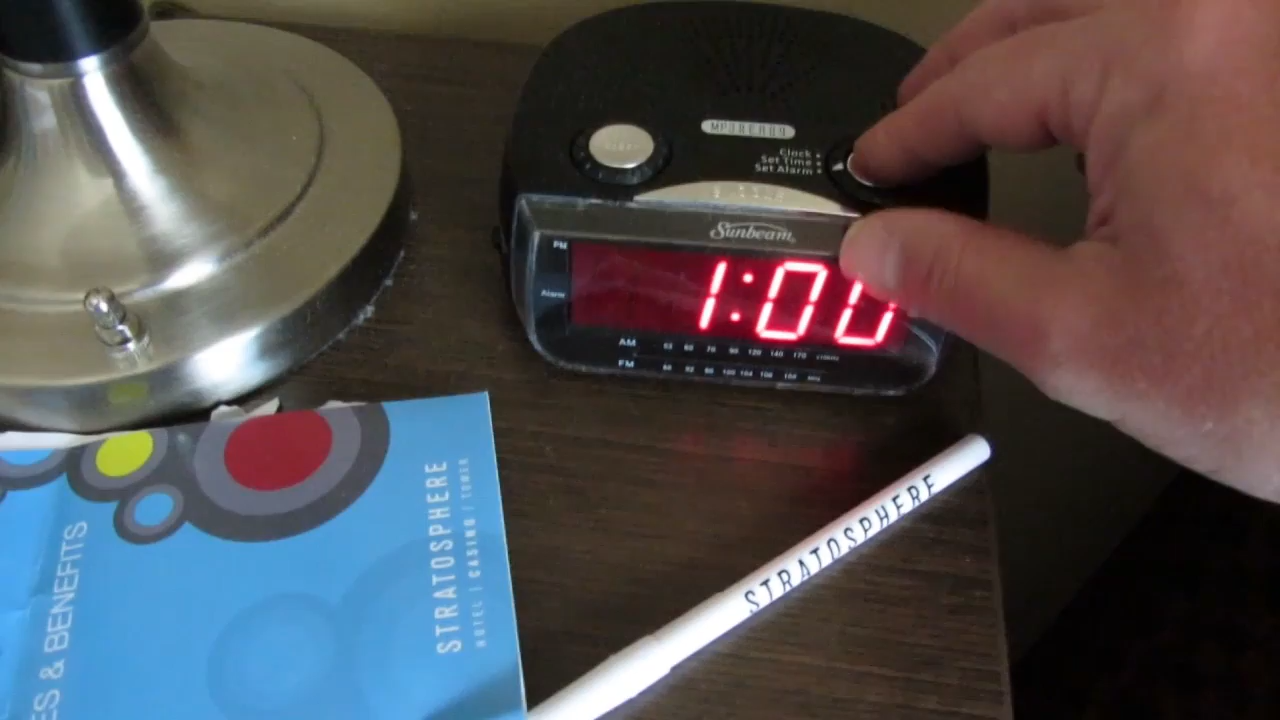 Clock
Set Time
Set Alarm
Sunbeam
PM
1:00
Alarm
AM
FM
STRATOSPHERE
HOTEL | CASINO / TOWER
ES & BENEFITS
STRATOSPHERE